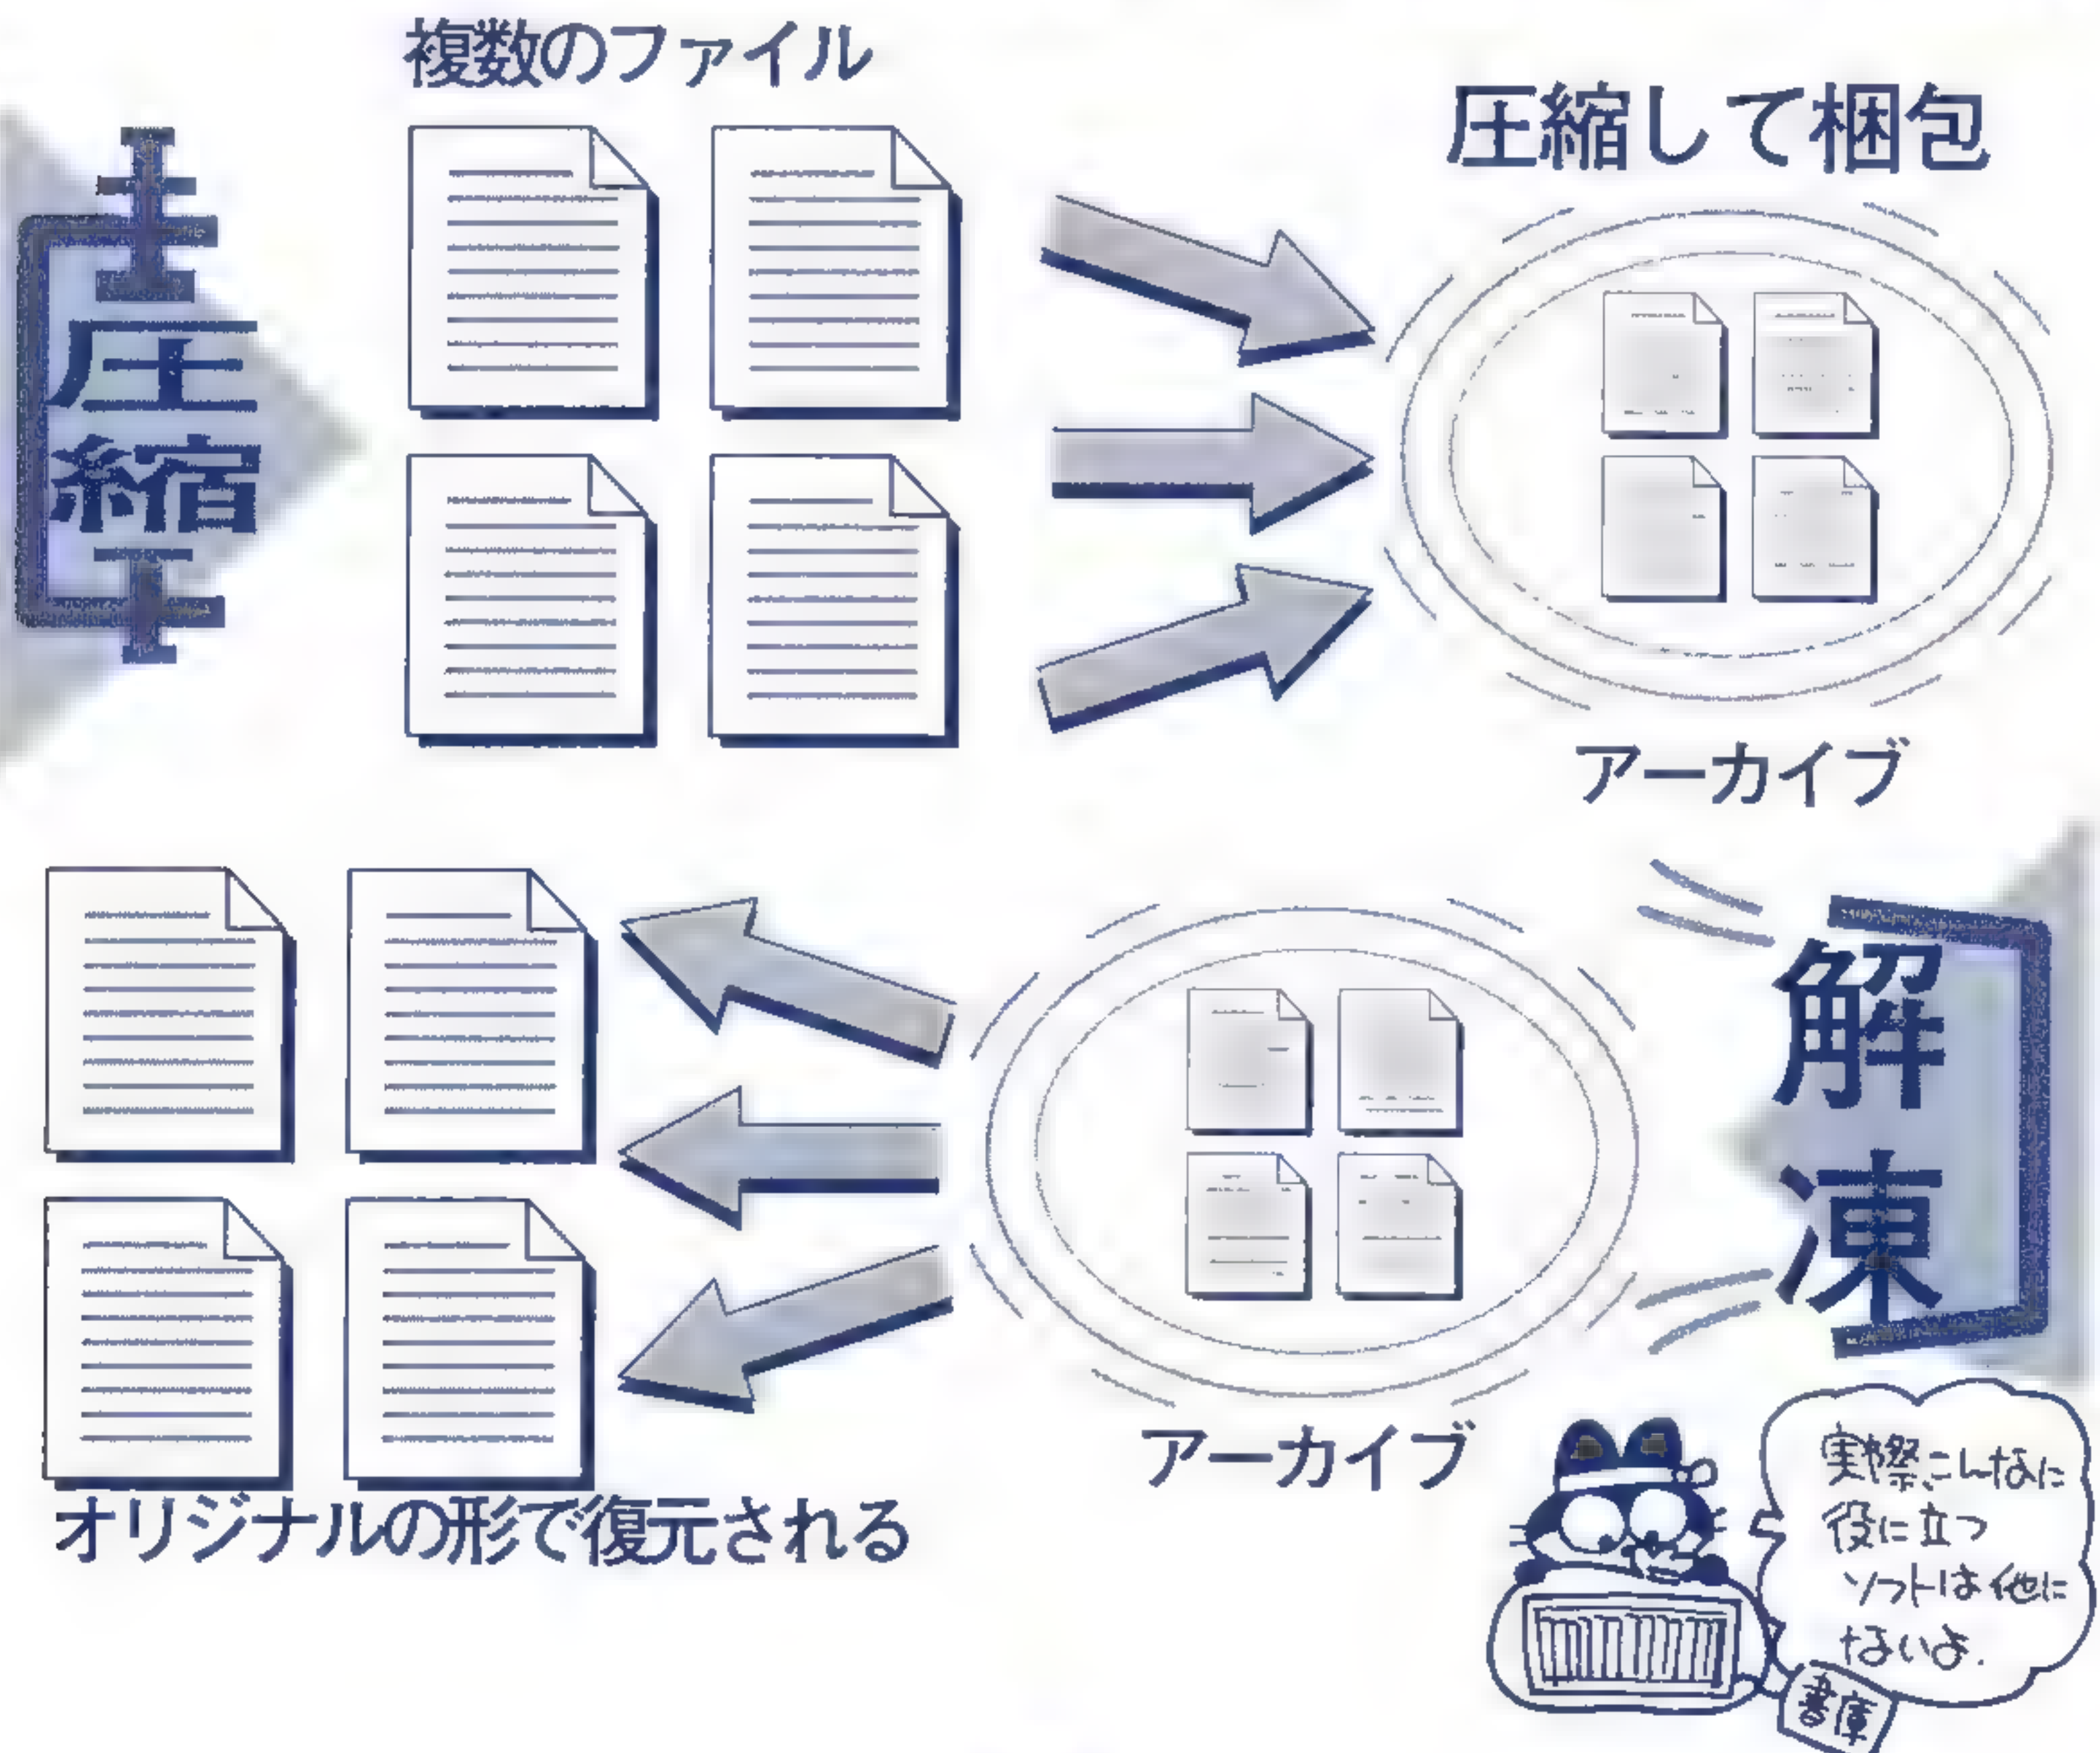 複数のファイル
圧縮して梱包
圧縮
アーカイブ
解凍
アーカイブ
オリジナルの形で復元される
実際、こんなに
役に立つ
ソフトは他に
ないよ.
書庫